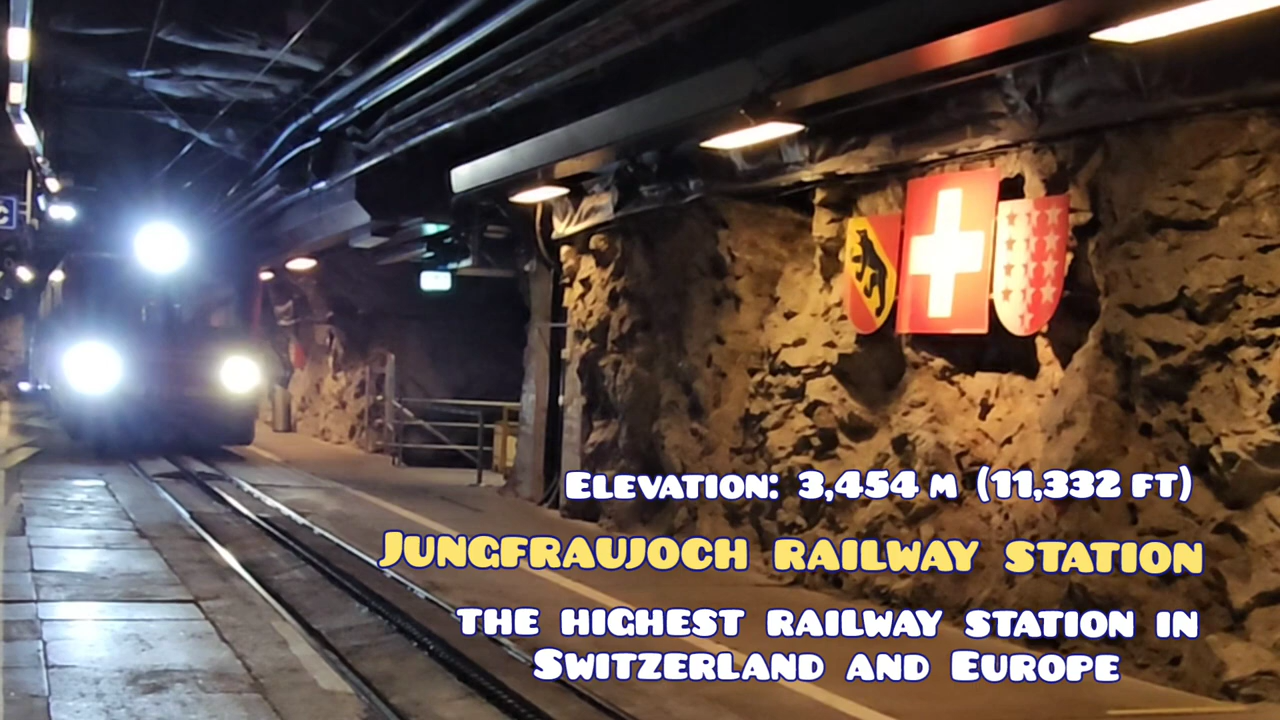 C
Elevation: 3,454 m (11,332 ft)
Jungfraujoch railway station
the highest railway station in
Switzerland and Europe